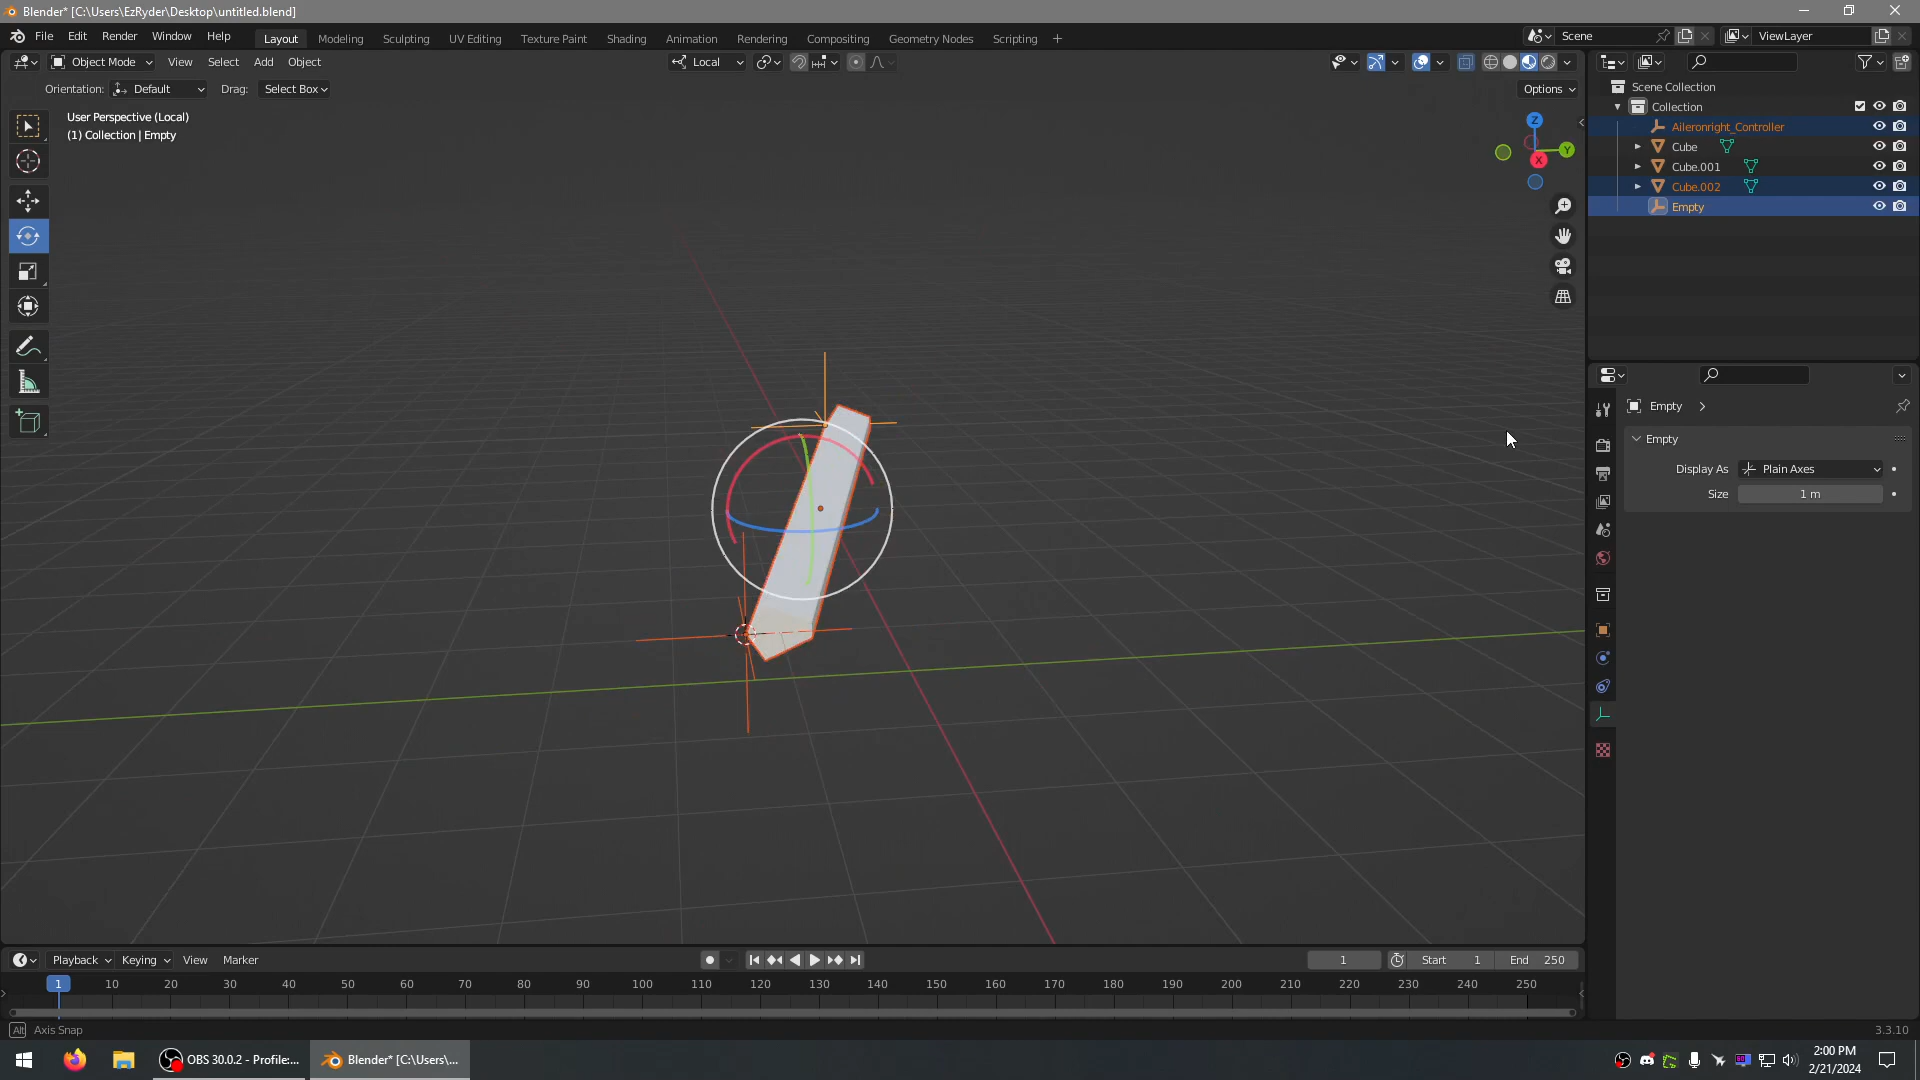 Blender* [C:\Users\EzRyder\Desktop\untitled.blend]
File Edit Render Window Help Layout Modeling Sculpting UV Editing Texture Paint Shading Animation Rendering Compositing Geometry Nodes Scripting + Scene ViewLayer
Object Mode View Select Add Object Local
Orientation: Default Drag: Select Box Options
User Perspective (Local)
(1) Collection | Empty
Z
Y
X
Scene Collection
Collection
Aileronright_Controller
Cube
Cube.001
Cube.002
Empty
Empty
Empty
Display As Plain Axes
Size 1 m
Playback Keying View Marker 1 Start 1 End 250
1 10 20 30 40 50 60 70 80 90 100 110 120 130 140 150 160 170 180 190 200 210 220 230 240 250
Alt Axis Snap 3.3.10
OBS 30.0.2 - Profile:... Blender* [C:\Users\...
2:00 PM
2/21/2024